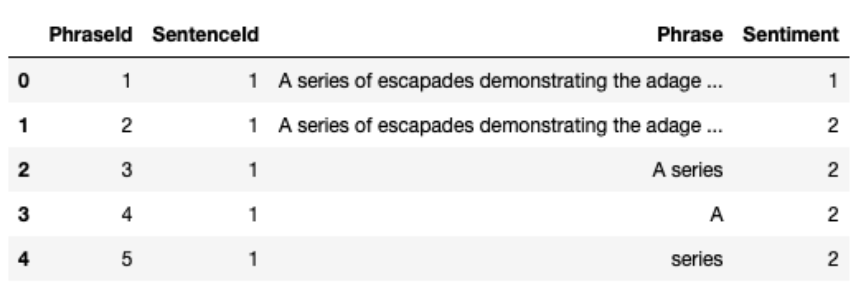 PhraseId SentenceId Phrase Sentiment
0 1 1 A series of escapades demonstrating the adage ... 1
1 2 1 A series of escapades demonstrating the adage ... 2
2 3 1 A series 2
3 4 1 A 2
4 5 1 series 2